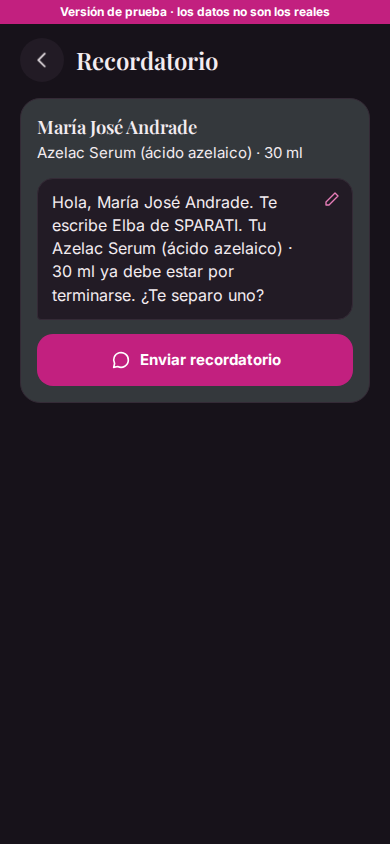 Versión de prueba · los datos no son los reales
Recordatorio
María José Andrade
Azelac Serum (ácido azelaico) · 30 ml
Hola, María José Andrade. Te
escribe Elba de SPARATI. Tu
Azelac Serum (ácido azelaico) ·
30 ml ya debe estar por
terminarse. ¿Te separo uno?
Enviar recordatorio